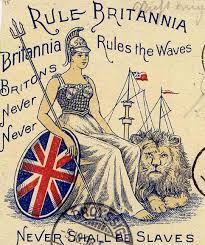 RULE BRITANNIA
Britannia Rules the Waves
BRITONS
Never
Never
NEVER SHALL BE SLAVES